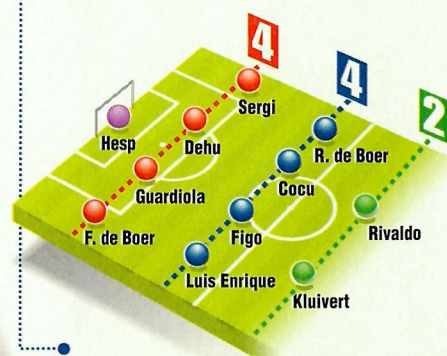 4
4
2
Sergi
Hesp
Dehu
R. de Boer
Guardiola
Cocu
F. de Boer
Figo
Rivaldo
Luis Enrique
Kluivert